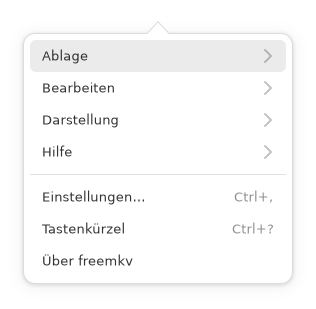 Ablage
Bearbeiten
Darstellung
Hilfe
Einstellungen… Ctrl+,
Tastenkürzel Ctrl+?
Über freemkv